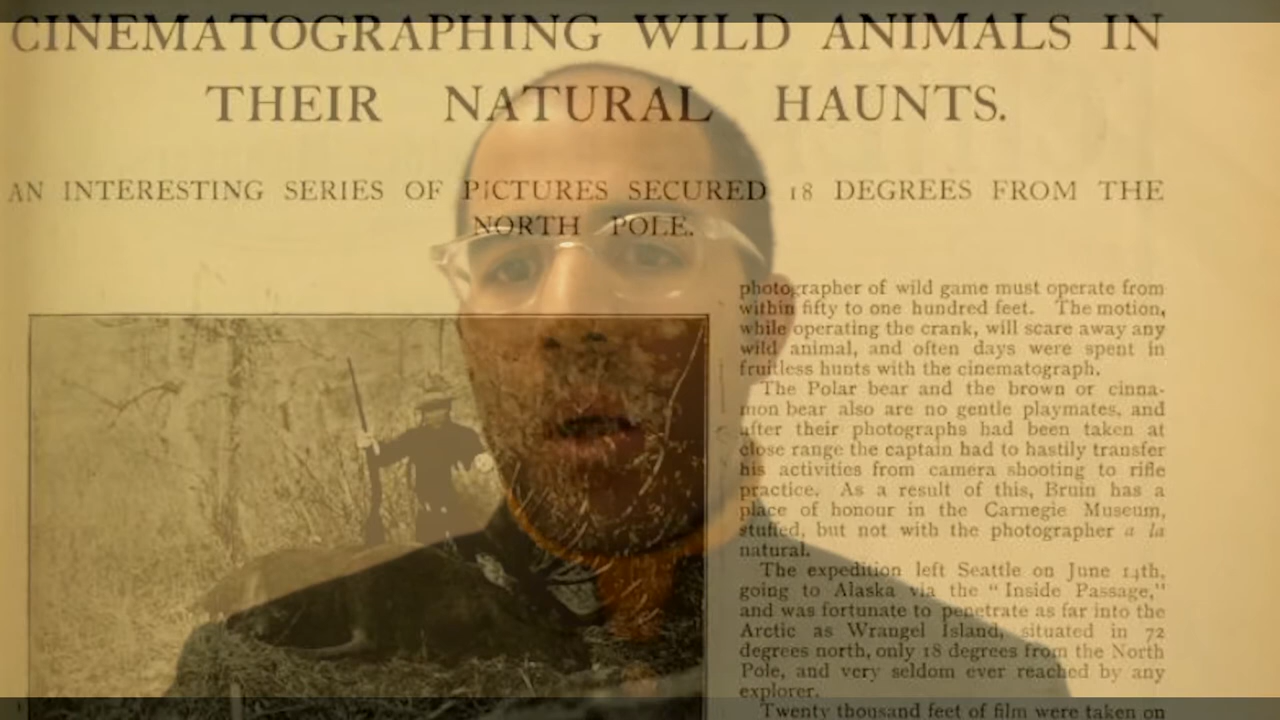 CINEMATOGRAPHING WILD ANIMALS IN
THEIR NATURAL HAUNTS.
AN INTERESTING SERIES OF PICTURES SECURED 18 DEGREES FROM THE
NORTH POLE.
photographer of wild game must operate from
within fifty to one hundred feet. The motion,
while operating the crank, will scare away any
wild animal, and often days were spent in
fruitless hunts with the cinematograph.
The Polar bear and the brown or cinna-
mon bear also are no gentle playmates, and
after their photographs had been taken at
close range the captain had to hastily transfer
his activities from camera shooting to rifle
practice. As a result of this, Bruin has a
place of honour in the Carnegie Museum,
stuffed, but not with the photographer a la
natural.
The expedition left Seattle on June 14th,
going to Alaska via the "Inside Passage,"
and was fortunate to penetrate as far into the
Arctic as Wrangel Island, situated in 72
degrees north, only 18 degrees from the North
Pole, and very seldom ever reached by any
explorer.
Twenty thousand feet of film were taken on